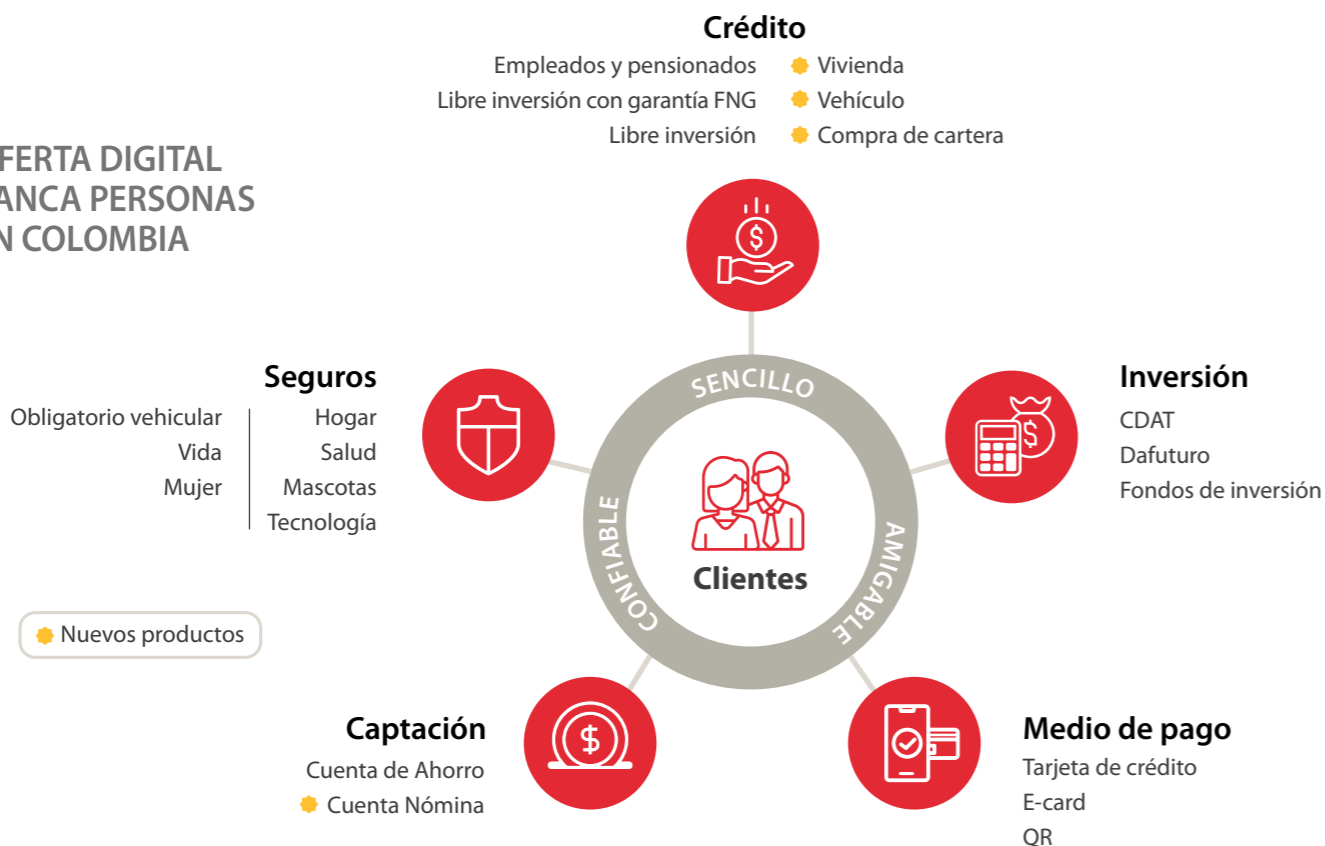 Crédito
Empleados y pensionados
Libre inversión con garantía FNG
Libre inversión
Vivienda
Vehículo
Compra de cartera
FERTA DIGITAL
ANCA PERSONAS
N COLOMBIA
Seguros
Obligatorio vehicular
Vida
Mujer
Hogar
Salud
Mascotas
Tecnología
SENCILLO
CONFIABLE
AMIGABLE
Clientes
Inversión
CDAT
Dafuturo
Fondos de inversión
Nuevos productos
Captación
Cuenta de Ahorro
Cuenta Nómina
Medio de pago
Tarjeta de crédito
E-card
QR